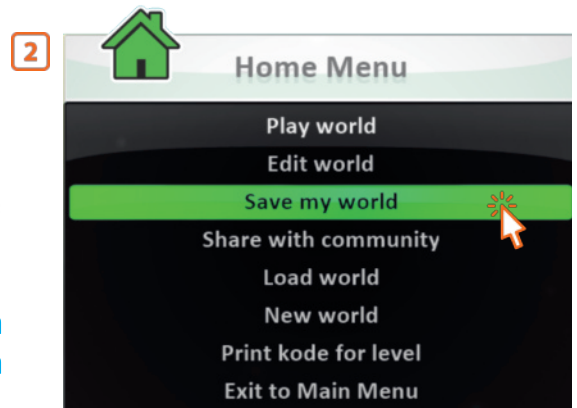 2
Home Menu
Play world
Edit world
Save my world
Share with community
Load world
New world
Print kode for level
Exit to Main Menu